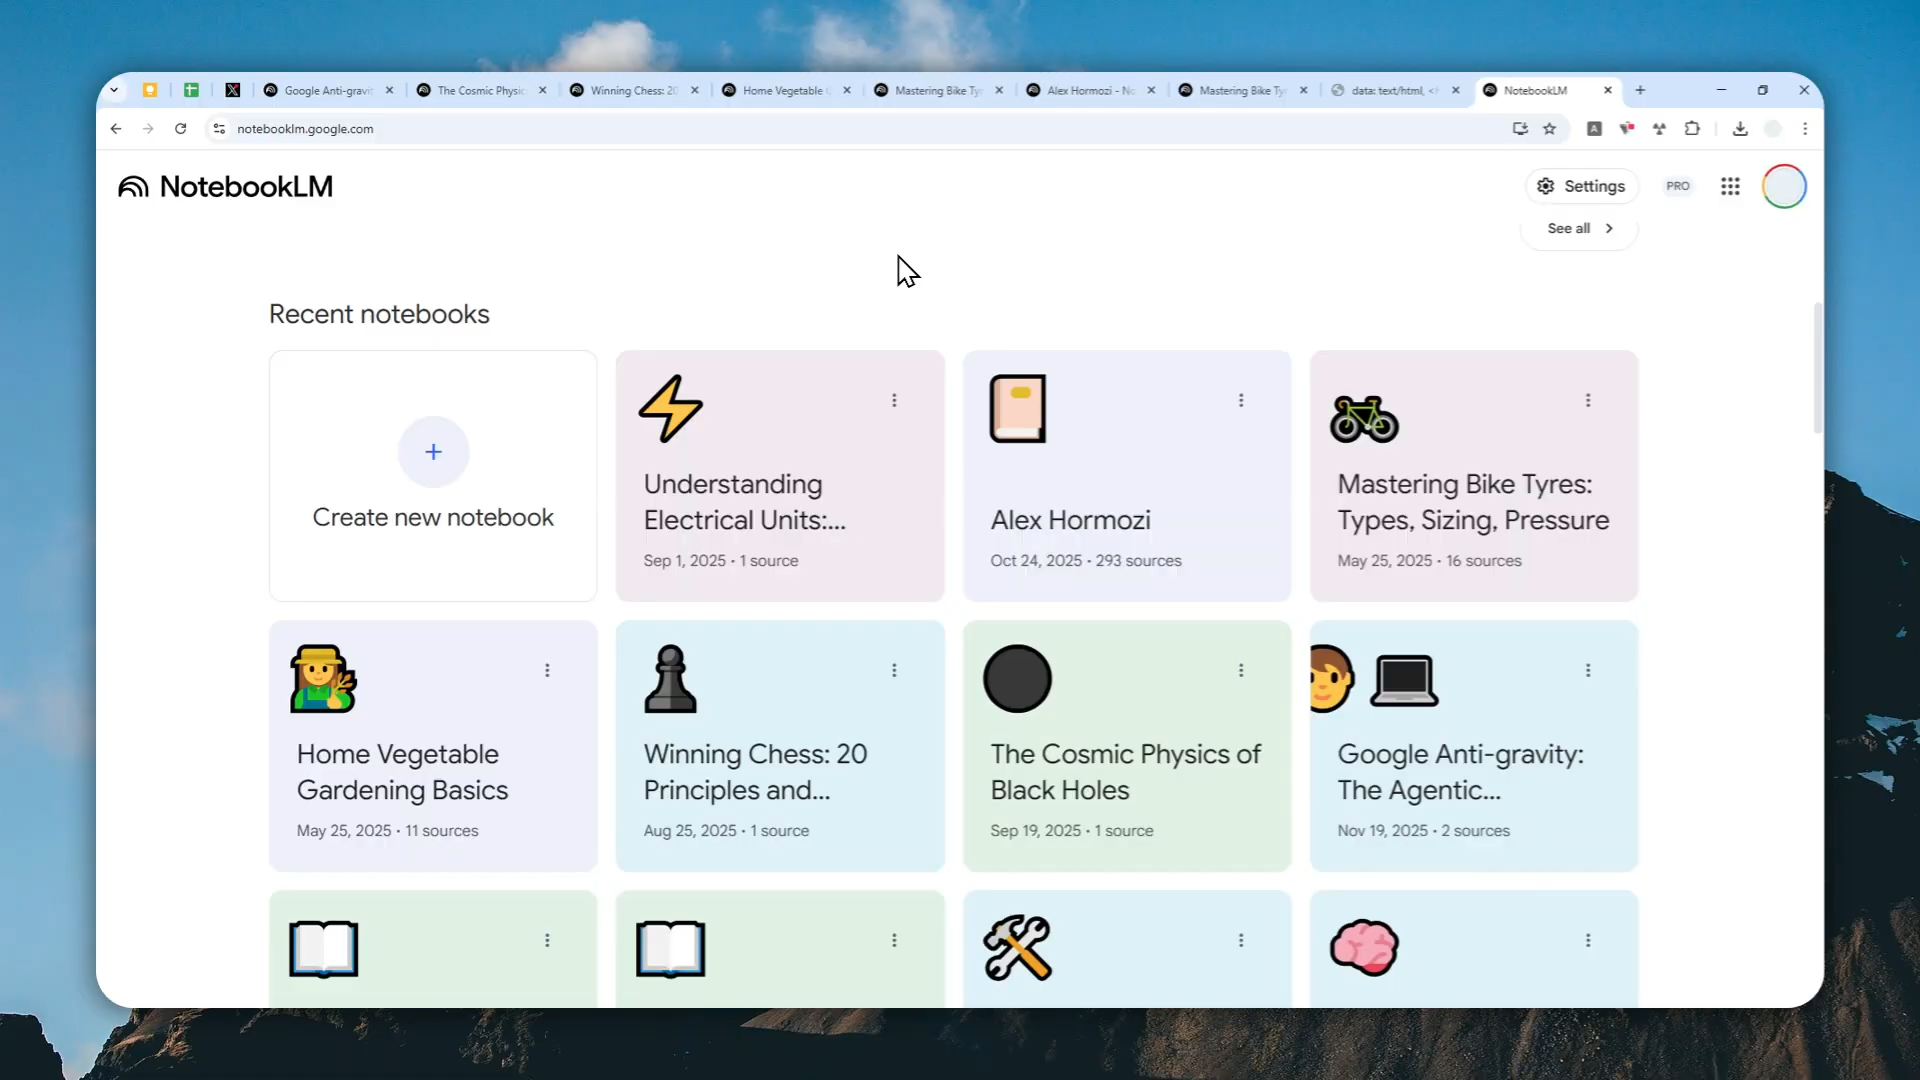 Google Anti-gravit
The Cosmic Physic
Winning Chess: 20
Home Vegetable
Mastering Bike Ty
Alex Hormozi - No
Mastering Bike Ty
data: text/html, <
NotebookLM
notebooklm.google.com
NotebookLM
Settings
PRO
See all
Recent notebooks
Create new notebook
Understanding
Electrical Units:...
Sep 1, 2025 • 1 source
Alex Hormozi
Oct 24, 2025 • 293 sources
Mastering Bike Tyres:
Types, Sizing, Pressure
May 25, 2025 • 16 sources
Home Vegetable
Gardening Basics
May 25, 2025 • 11 sources
Winning Chess: 20
Principles and...
Aug 25, 2025 • 1 source
The Cosmic Physics of
Black Holes
Sep 19, 2025 • 1 source
Google Anti-gravity:
The Agentic...
Nov 19, 2025 • 2 sources